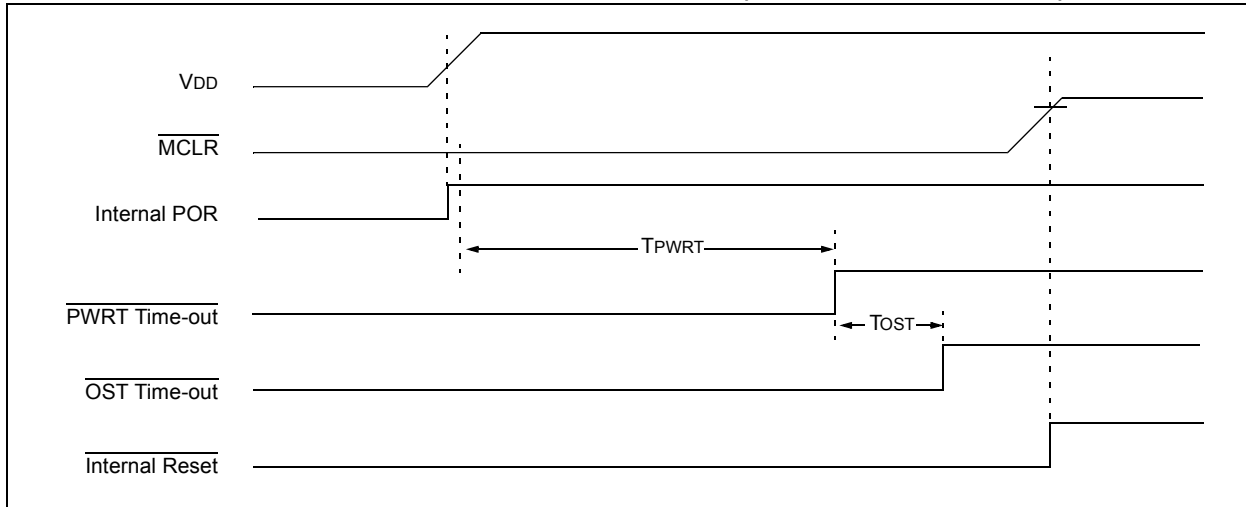 VDD
MCLR
Internal POR
TPWRT
PWRT Time-out
TOST
OST Time-out
Internal Reset